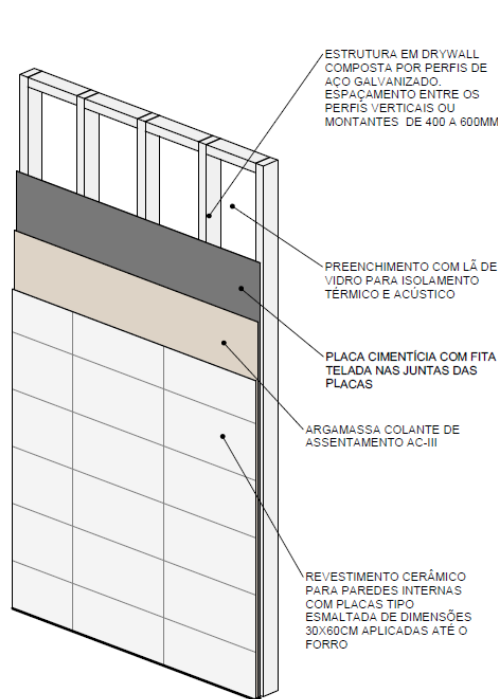 ESTRUTURA EM DRYWALL
COMPOSTA POR PERFIS DE
AÇO GALVANIZADO.
ESPAÇAMENTO ENTRE OS
PERFIS VERTICAIS OU
MONTANTES DE 400 A 600MM
PREENCHIMENTO COM LÃ DE
VIDRO PARA ISOLAMENTO
TÉRMICO E ACÚSTICO
PLACA CIMENTÍCIA COM FITA
TELADA NAS JUNTAS DAS
PLACAS
ARGAMASSA COLANTE DE
ASSENTAMENTO AC-III
REVESTIMENTO CERÂMICO
PARA PAREDES INTERNAS
COM PLACAS TIPO
ESMALTADA DE DIMENSÕES
30X60CM APLICADAS ATÉ O
FORRO